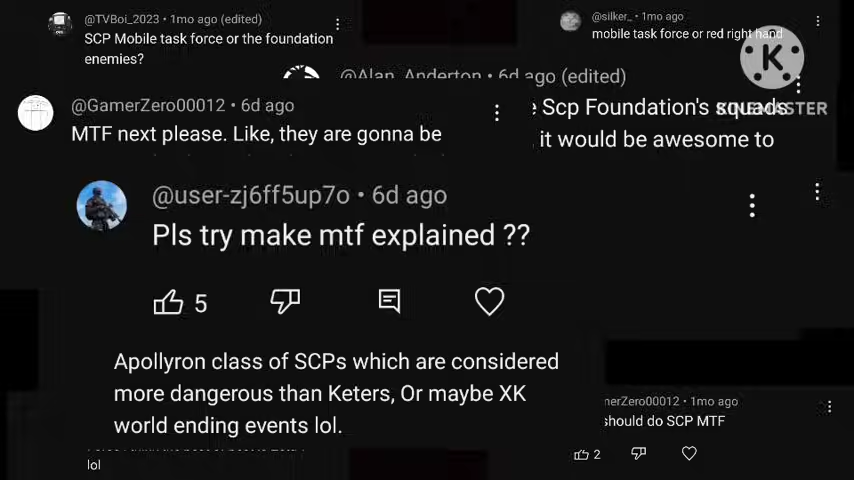 @TVBoi_2023 • 1mo ago (edited)
SCP Mobile task force or the foundation
enemies?
@silker_ • 1mo ago
mobile task force or red right hand
K
KINEMASTER
@Alan_Anderton • 6d ago (edited)
Scp Foundation's squads
it would be awesome to
@GamerZero00012 • 6d ago
MTF next please. Like, they are gonna be
@user-zj6ff5up7o • 6d ago
Pls try make mtf explained ??
5
Apollyron class of SCPs which are considered
more dangerous than Keters, Or maybe XK
world ending events lol.
nerZero00012 • 1mo ago
should do SCP MTF
2
lol